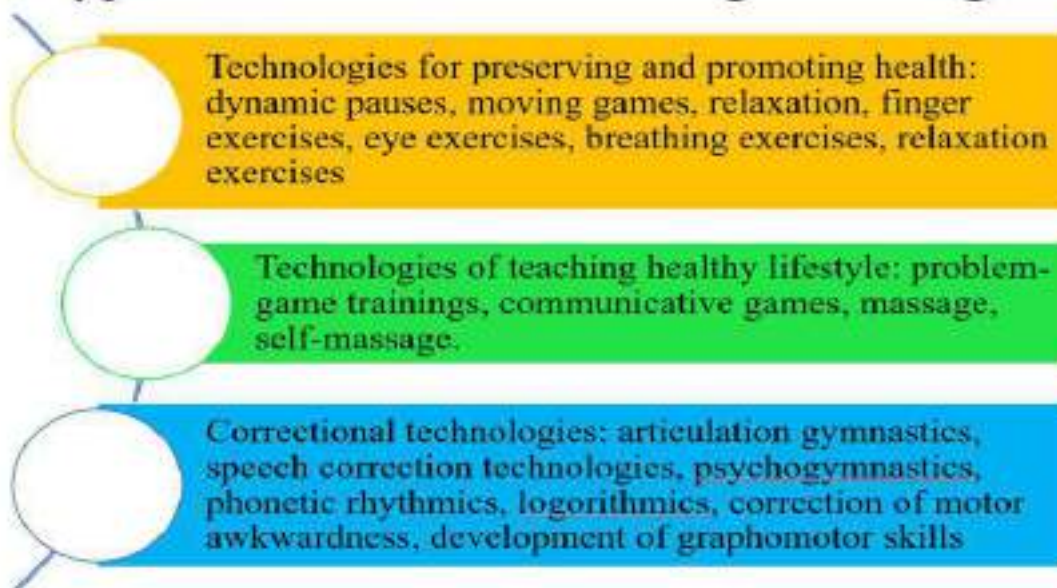 Technologies for preserving and promoting health:
dynamic pauses, moving games, relaxation, finger
exercises, eye exercises, breathing exercises, relaxation
exercises
Technologies of teaching healthy lifestyle: problem-
game trainings, communicative games, massage,
self-massage.
Correctional technologies: articulation gymnastics,
speech correction technologies, psychogymnastics,
phonetic rhythmics, logorithmics, correction of motor
awkwardness, development of graphomotor skills